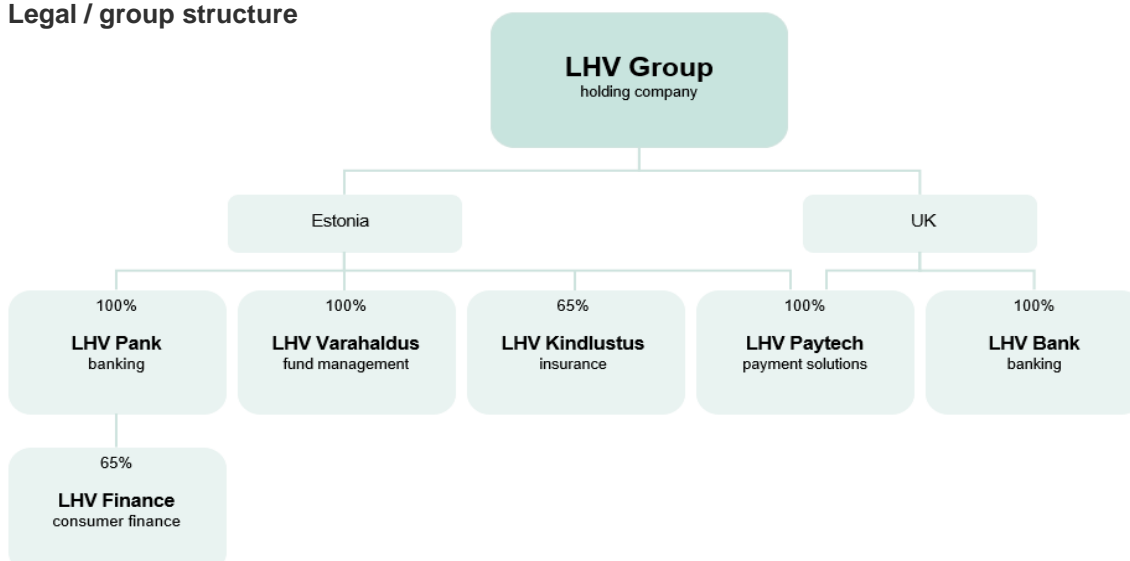 Legal / group structure
LHV Group
holding company
Estonia
UK
100%
LHV Pank
banking
100%
LHV Varahaldus
fund management
65%
LHV Kindlustus
insurance
100%
LHV Paytech
payment solutions
100%
LHV Bank
banking
65%
LHV Finance
consumer finance